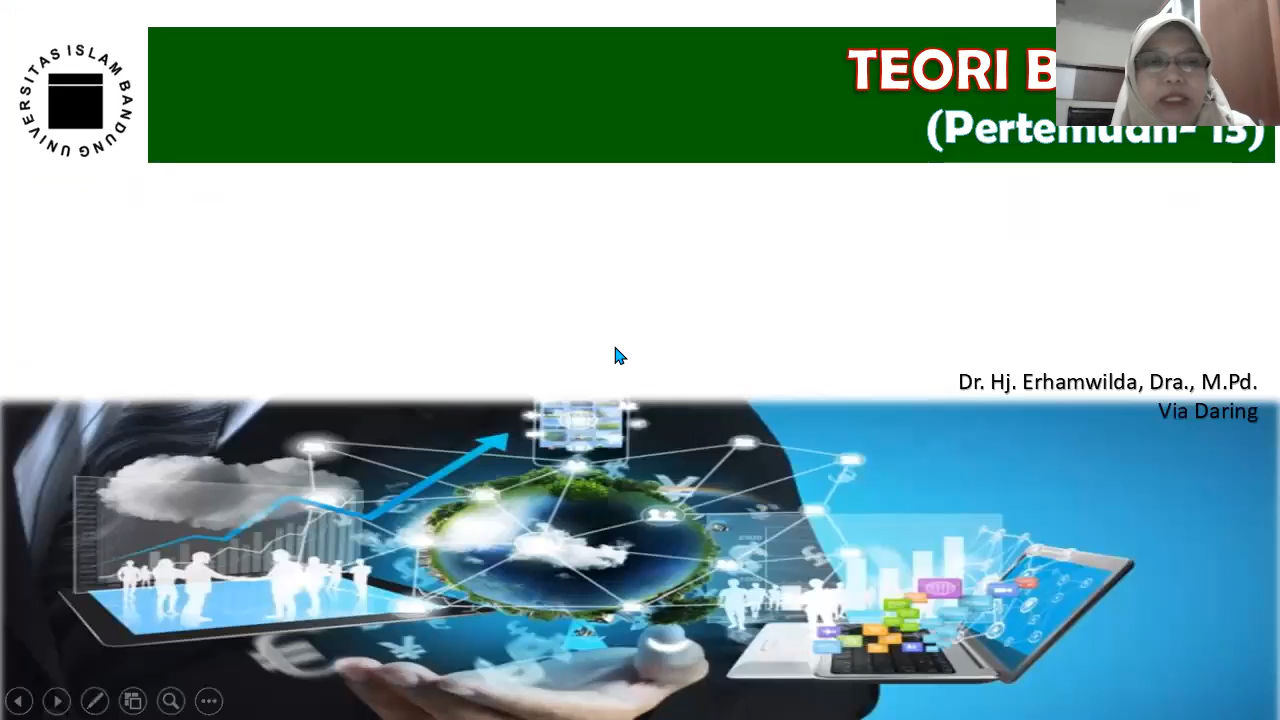 UNIVERSITAS ISLAM BANDUNG
TEORI B
(Pertemuan- 13)
Dr. Hj. Erhamwilda, Dra., M.Pd.
Via Daring